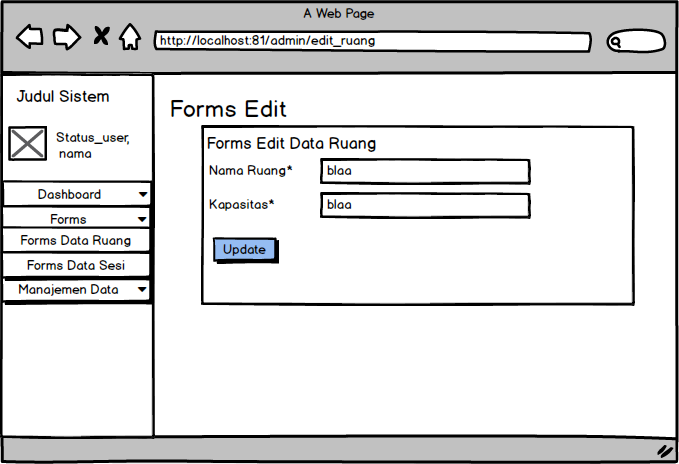 A Web Page
http://localhost:81/admin/edit_ruang
Judul Sistem
Status_user,
nama
Dashboard
Forms
Forms Data Ruang
Forms Data Sesi
Manajemen Data
Forms Edit
Forms Edit Data Ruang
Nama Ruang* blaa
Kapasitas* blaa
Update